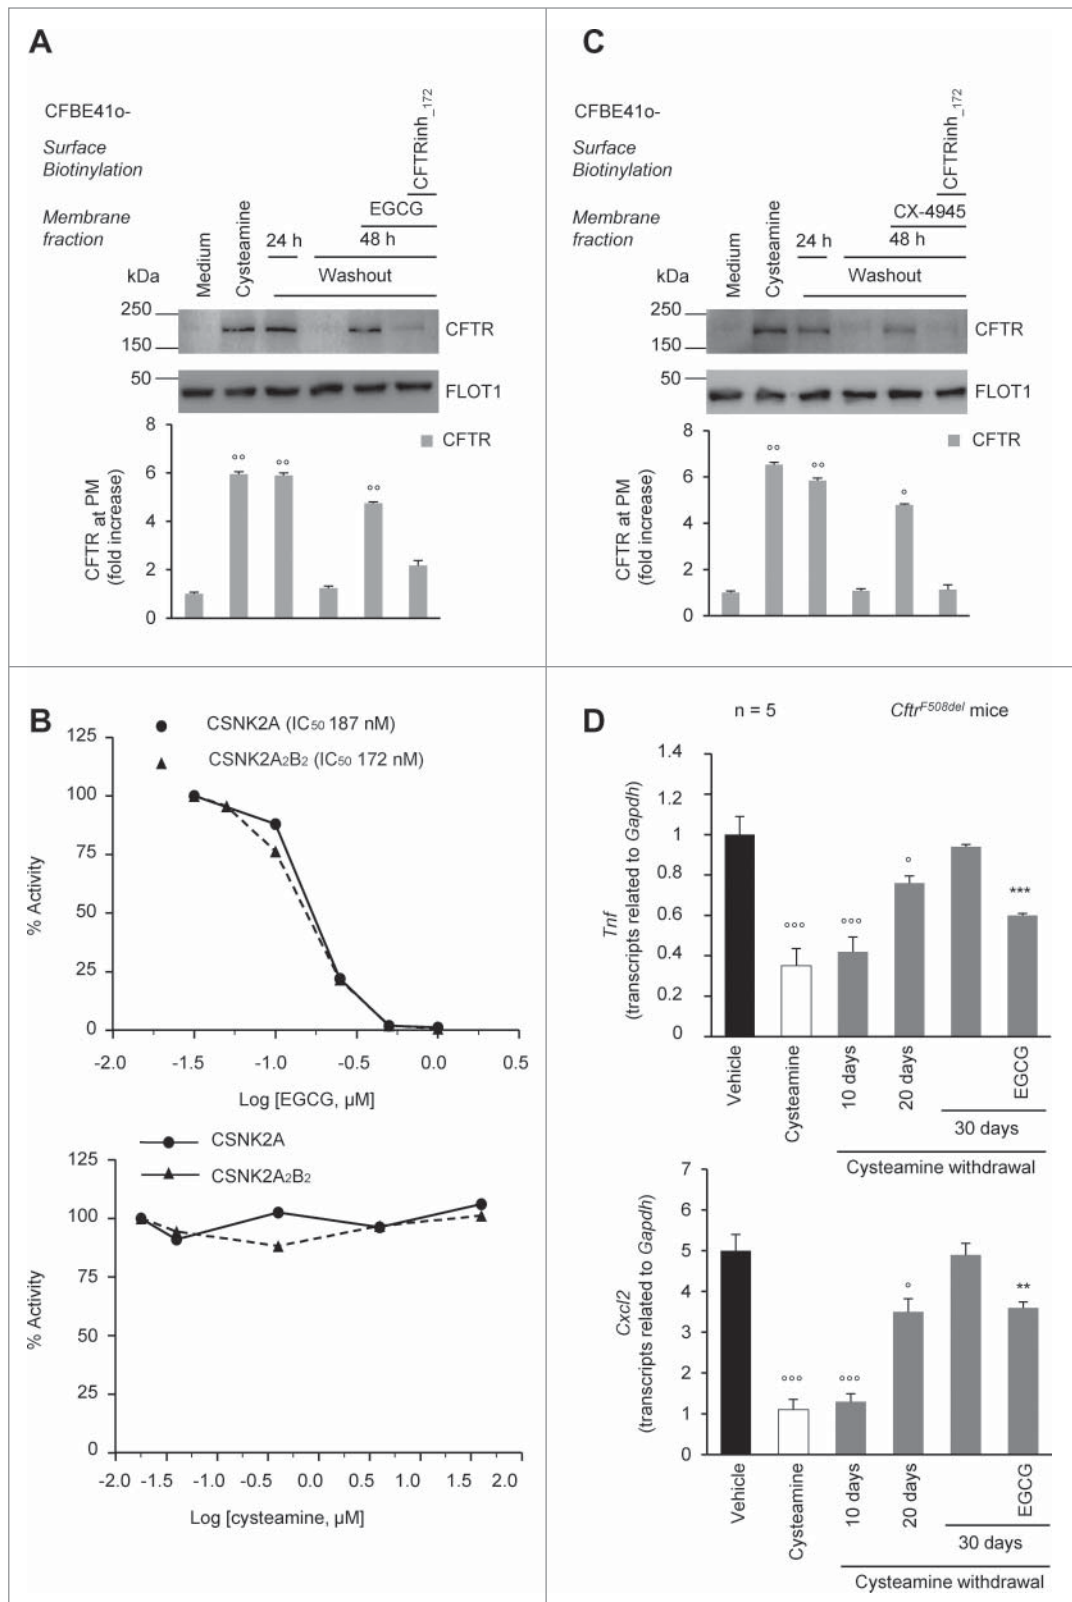 A
CFBE41o-
Surface
Biotinylation
Membrane
fraction
kDa
Medium
Cysteamine
24 h
48 h
EGCG
CFTRinh_172
Washout
250
150
CFTR
50
FLOT1
8
6
4
2
0
CFTR at PM
(fold increase)
°°
°°
°°
CFTR
C
CFBE41o-
Surface
Biotinylation
Membrane
fraction
kDa
Medium
Cysteamine
24 h
48 h
CX-4945
CFTRinh_172
Washout
250
150
CFTR
50
FLOT1
8
6
4
2
0
CFTR at PM
(fold increase)
°°
°°
°
CFTR
B
CSNK2A (IC50 187 nM)
CSNK2A2B2 (IC50 172 nM)
125
100
75
50
25
0
% Activity
-2.0 -1.5 -1.0 -0.5 0.0 0.5
Log [EGCG, µM]
CSNK2A
CSNK2A2B2
125
100
75
50
25
0
% Activity
-2.0 -1.5 -1.0 -0.5 0.0 0.5 1.0 1.5 2.0
Log [cysteamine, µM]
D
n = 5
CftrF508del mice
1.4
1.2
1
0.8
0.6
0.4
0.2
0
Tnf
(transcripts related to Gapdh)
°°°
°°°
°
***
Vehicle
Cysteamine
10 days
20 days
EGCG
30 days
Cysteamine withdrawal
7
6
5
4
3
2
1
0
Cxcl2
(transcripts related to Gapdh)
°°°
°°°
°
**
Vehicle
Cysteamine
10 days
20 days
EGCG
30 days
Cysteamine withdrawal